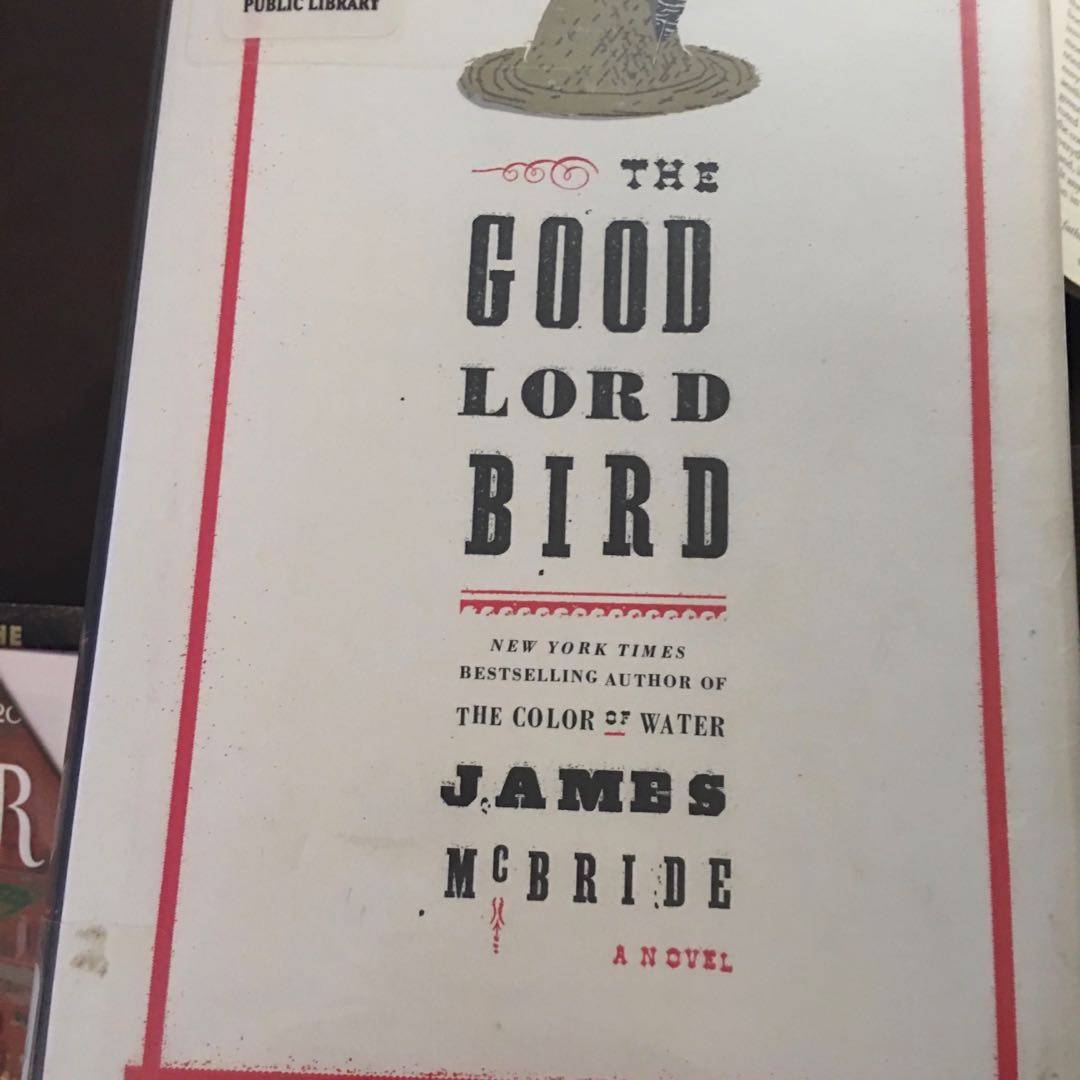 PUBLIC LIBRARY
THE
GOOD
LORD
BIRD
NEW YORK TIMES
BESTSELLING AUTHOR OF
THE COLOR OF WATER
JAMES
McBRIDE
A NOVEL
HE
R